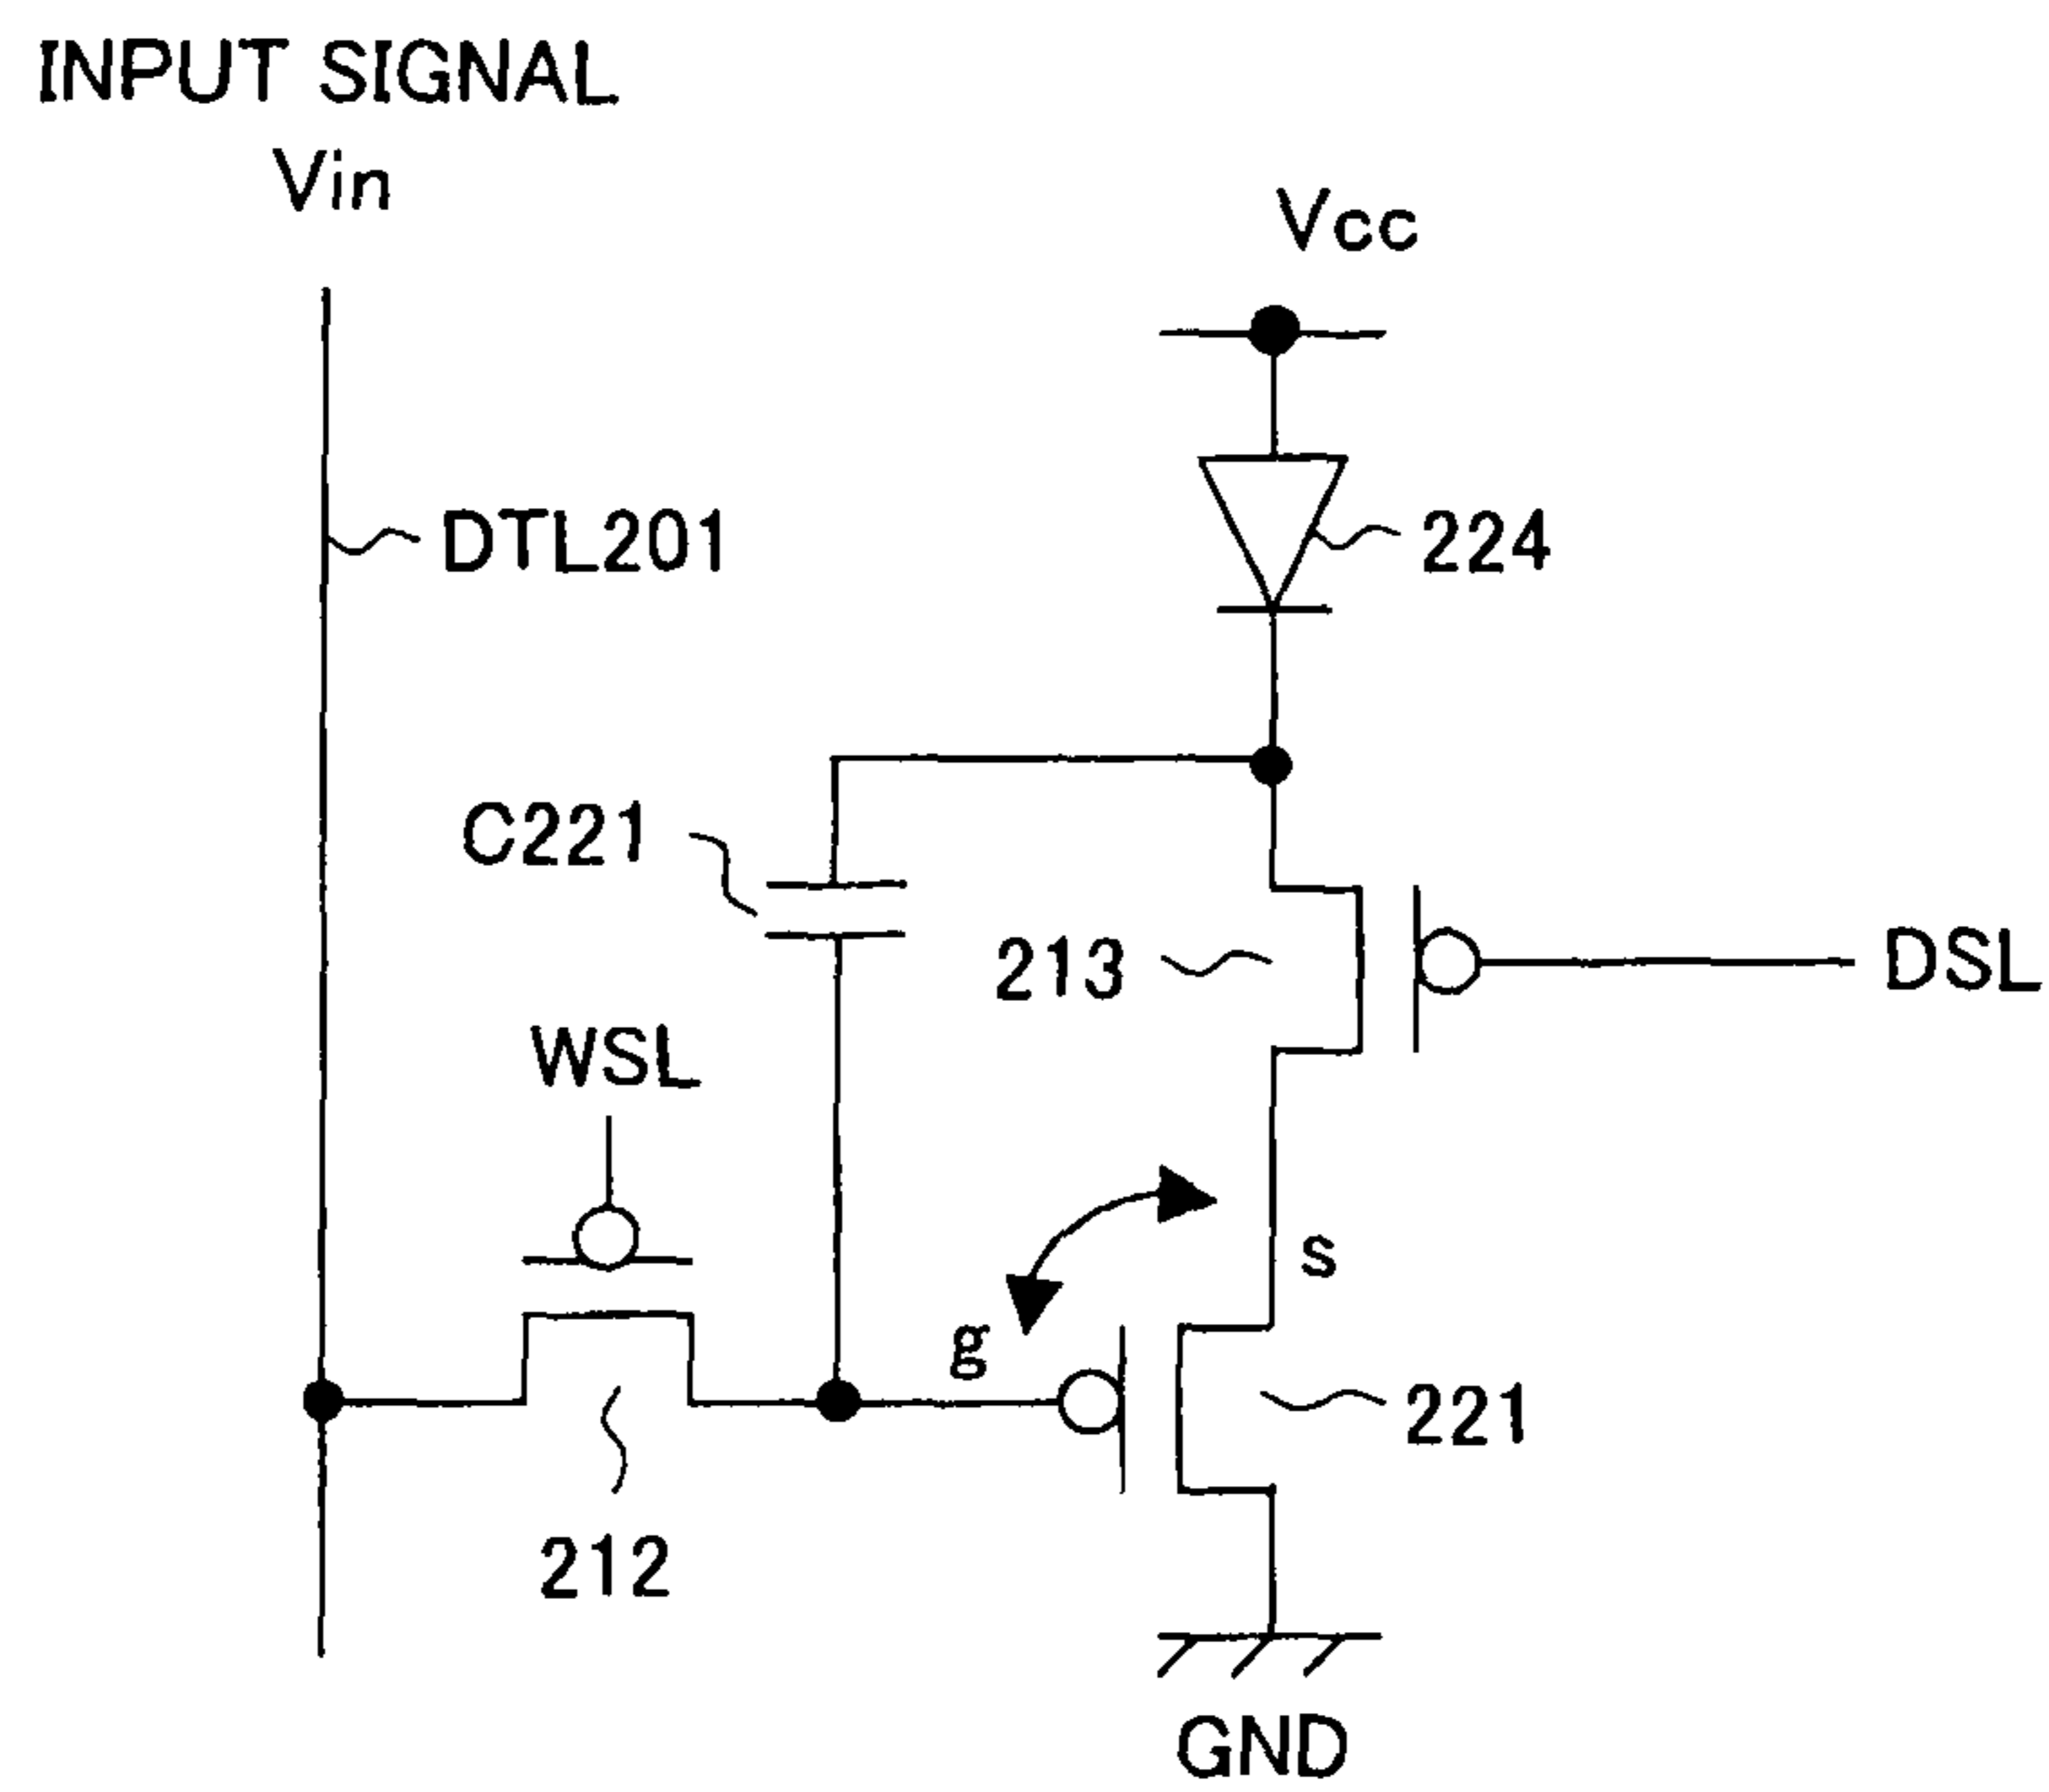 INPUT SIGNAL
Vin
Vcc
DTL201
224
C221
213
DSL
WSL
s
g
221
212
GND